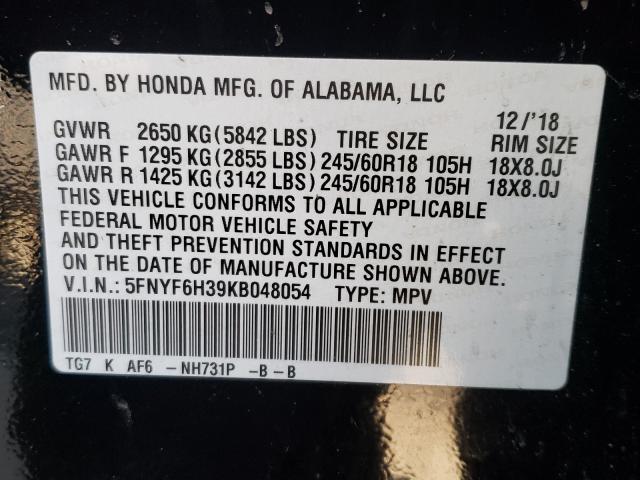 MFD. BY HONDA MFG. OF ALABAMA, LLC
12/'18
GVWR 2650 KG(5842 LBS) TIRE SIZE RIM SIZE
GAWR F 1295 KG(2855 LBS)245/60R18 105H 18X8.0J
GAWR R 1425 KG(3142 LBS)245/60R18 105H 18X8.0J
THIS VEHICLE CONFORMS TO ALL APPLICABLE
FEDERAL MOTOR VEHICLE SAFETY
AND THEFT PREVENTION STANDARDS IN EFFECT
ON THE DATE OF MANUFACTURE SHOWN ABOVE.
V.I.N.: 5FNYF6H39KB048054 TYPE: MPV
TG7 K AF6 -NH731P -B-B